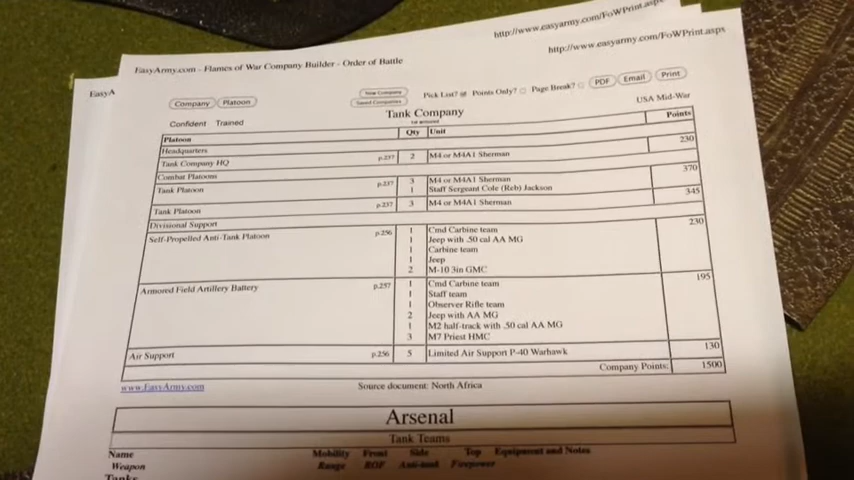 http://www.easyarmy.com/FoWPrint.aspx
http://www.easyarmy.com/FoWPrint.aspx
EasyA
EasyArmy.com - Flames of War Company Builder - Order of Battle
Company Platoon
New Company
Saved Companies
Pick List? Points Only? Page Break? PDF Email Print
Confident Trained
Tank Company
USA Mid-War
Platoon Qty Unit Points
Headquarters
Tank Company HQ p.237 2 M4 or M4A1 Sherman 230
Combat Platoons
Tank Platoon p.237 3 M4 or M4A1 Sherman 370
1 Staff Sergeant Cole (Reb) Jackson
Tank Platoon p.237 3 M4 or M4A1 Sherman 345
Divisional Support
Self-Propelled Anti-Tank Platoon p.256 1 Cmd Carbine team 230
1 Jeep with .50 cal AA MG
1 Carbine team
1 Jeep
2 M-10 3in GMC
Armored Field Artillery Battery p.257 1 Cmd Carbine team 195
1 Staff team
1 Observer Rifle team
2 Jeep with AA MG
1 M2 half-track with .50 cal AA MG
3 M7 Priest HMC
Air Support p.256 5 Limited Air Support P-40 Warhawk 130
Company Points: 1500
www.EasyArmy.com Source document: North Africa
Arsenal
Tank Teams
Name Mobility Front Side Top Equipment and Notes
Weapon Range ROF Anti-tank Firepower
Tanks